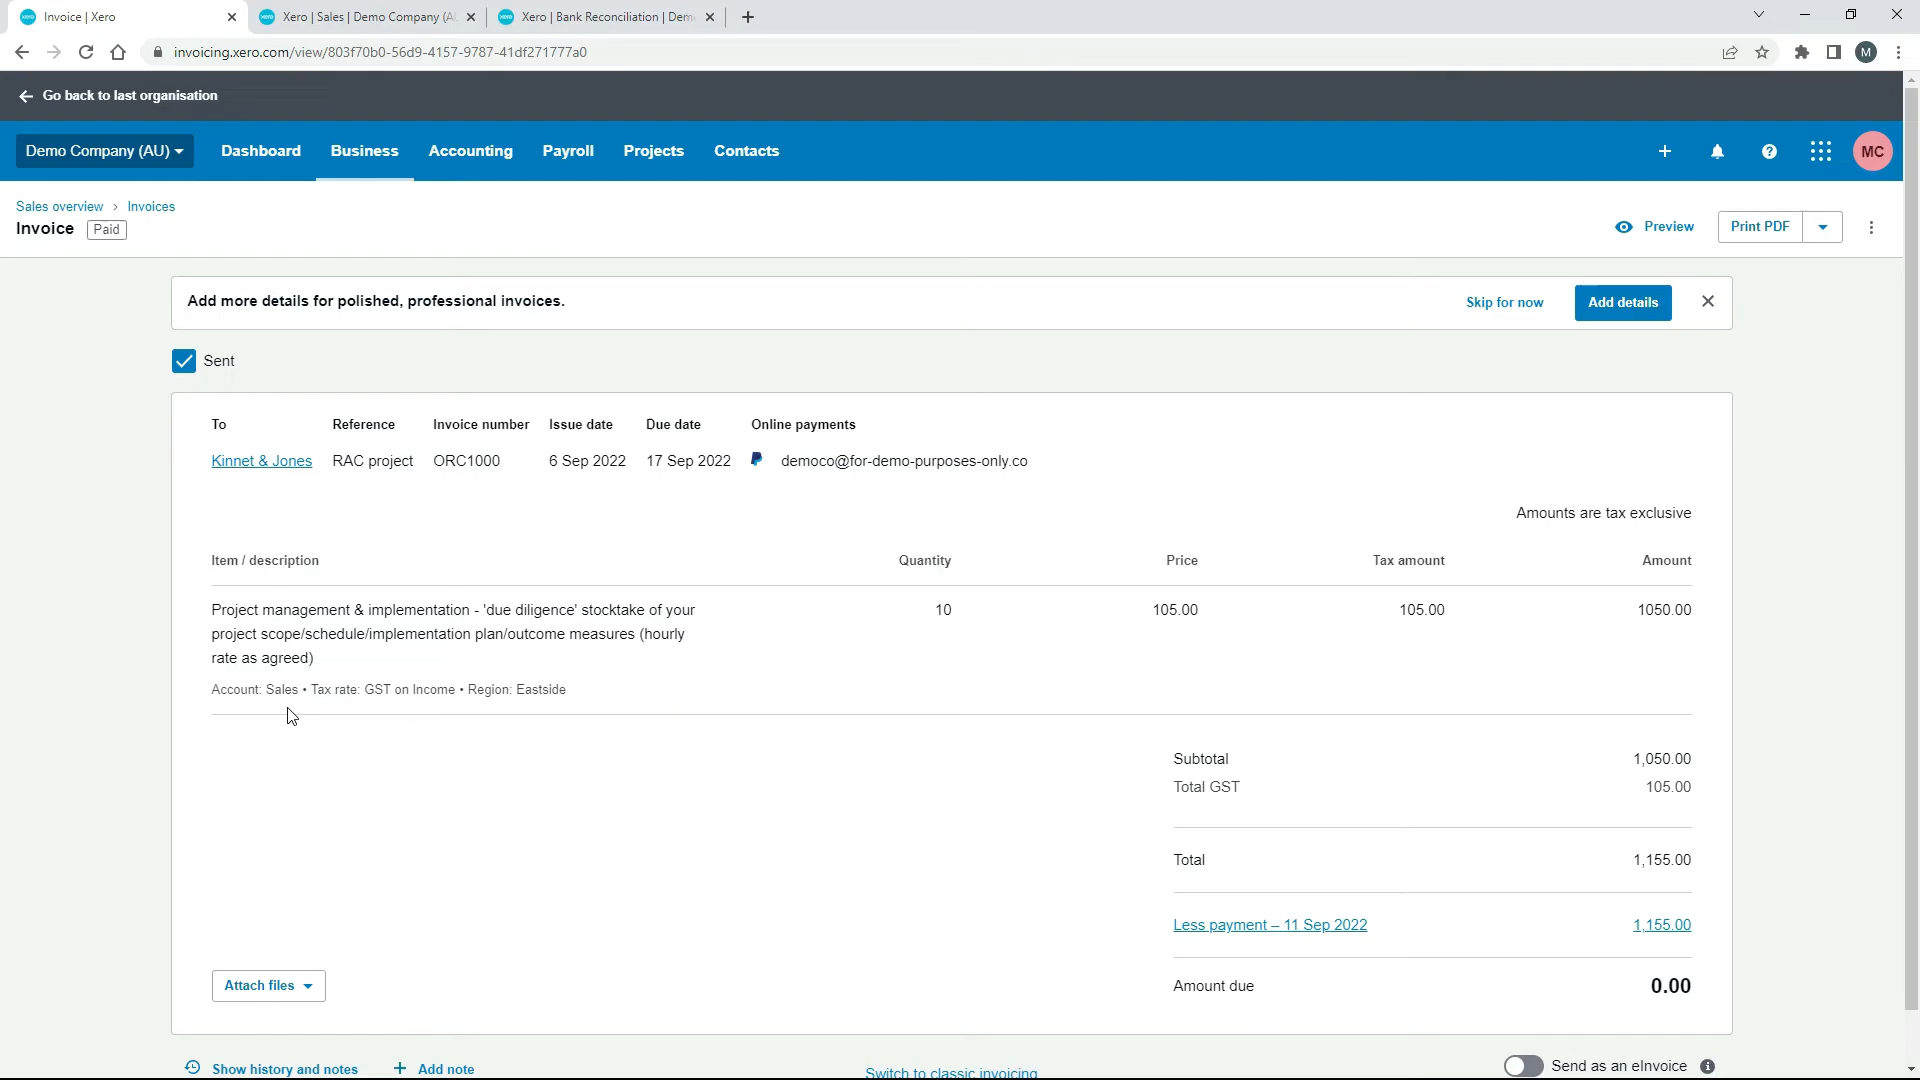 Invoice | Xero
Xero | Sales | Demo Company (AU
Xero | Bank Reconciliation | Dem
invoicing.xero.com/view/803f70b0-56d9-4157-9787-41df271777a0
M
Go back to last organisation
Demo Company (AU)
Dashboard
Business
Accounting
Payroll
Projects
Contacts
MC
Sales overview > Invoices
Invoice Paid
Preview
Print PDF
Add more details for polished, professional invoices.
Skip for now
Add details
Sent
To Reference Invoice number Issue date Due date Online payments
Kinnet & Jones RAC project ORC1000 6 Sep 2022 17 Sep 2022 democo@for-demo-purposes-only.co
Amounts are tax exclusive
Item / description Quantity Price Tax amount Amount
Project management & implementation - 'due diligence' stocktake of your 10 105.00 105.00 1050.00
project scope/schedule/implementation plan/outcome measures (hourly
rate as agreed)
Account: Sales • Tax rate: GST on Income • Region: Eastside
Subtotal 1,050.00
Total GST 105.00
Total 1,155.00
Less payment – 11 Sep 2022 1,155.00
Attach files
Amount due 0.00
Show history and notes
+ Add note
Switch to classic invoicing
Send as an eInvoice